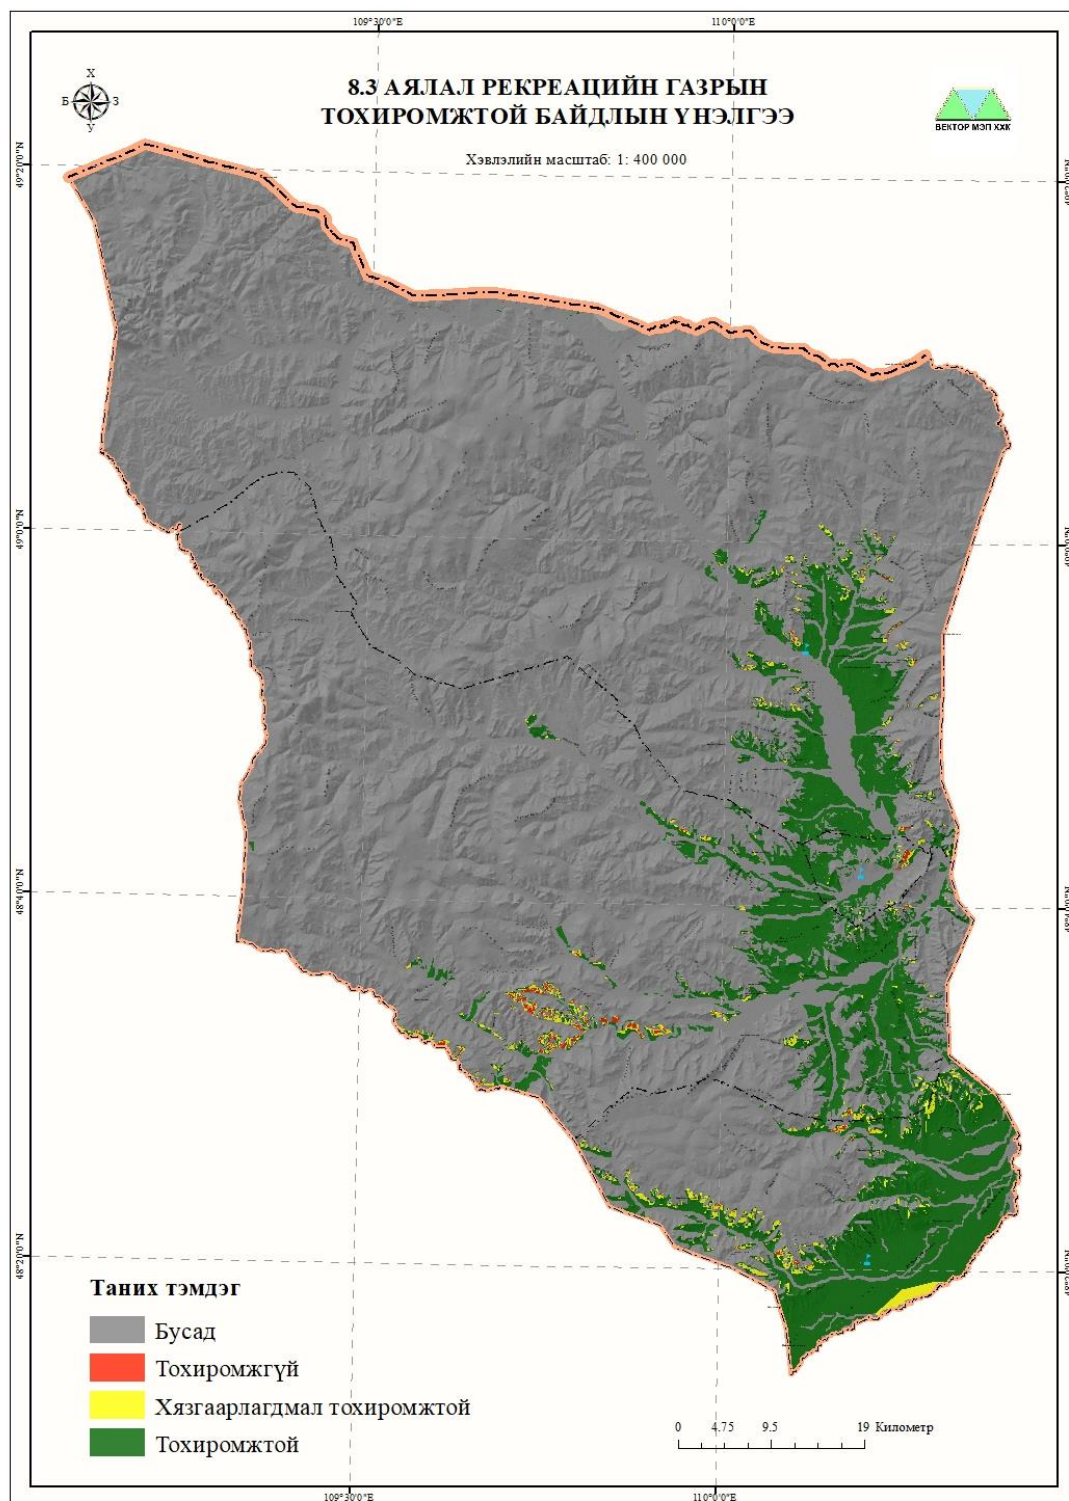 109°30'0"E
110°0'0"E
8.3 АЯЛАЛ РЕКРЕАЦИЙН ГАЗРЫН
ТОХИРОМЖТОЙ БАЙДЛЫН ҮНЭЛГЭЭ
Хэвлэлийн масштаб: 1: 400 000
Х
Б
З
У
ВЕКТОР МЭП ХХК
49°20'0"N
49°0'0"N
48°40'0"N
48°20'0"N
Таних тэмдэг
Бусад
Тохиромжгүй
Хязгаарлагдмал тохиромжтой
Тохиромжтой
0 4.75 9.5 19 Километр
109°30'0"E
110°0'0"E